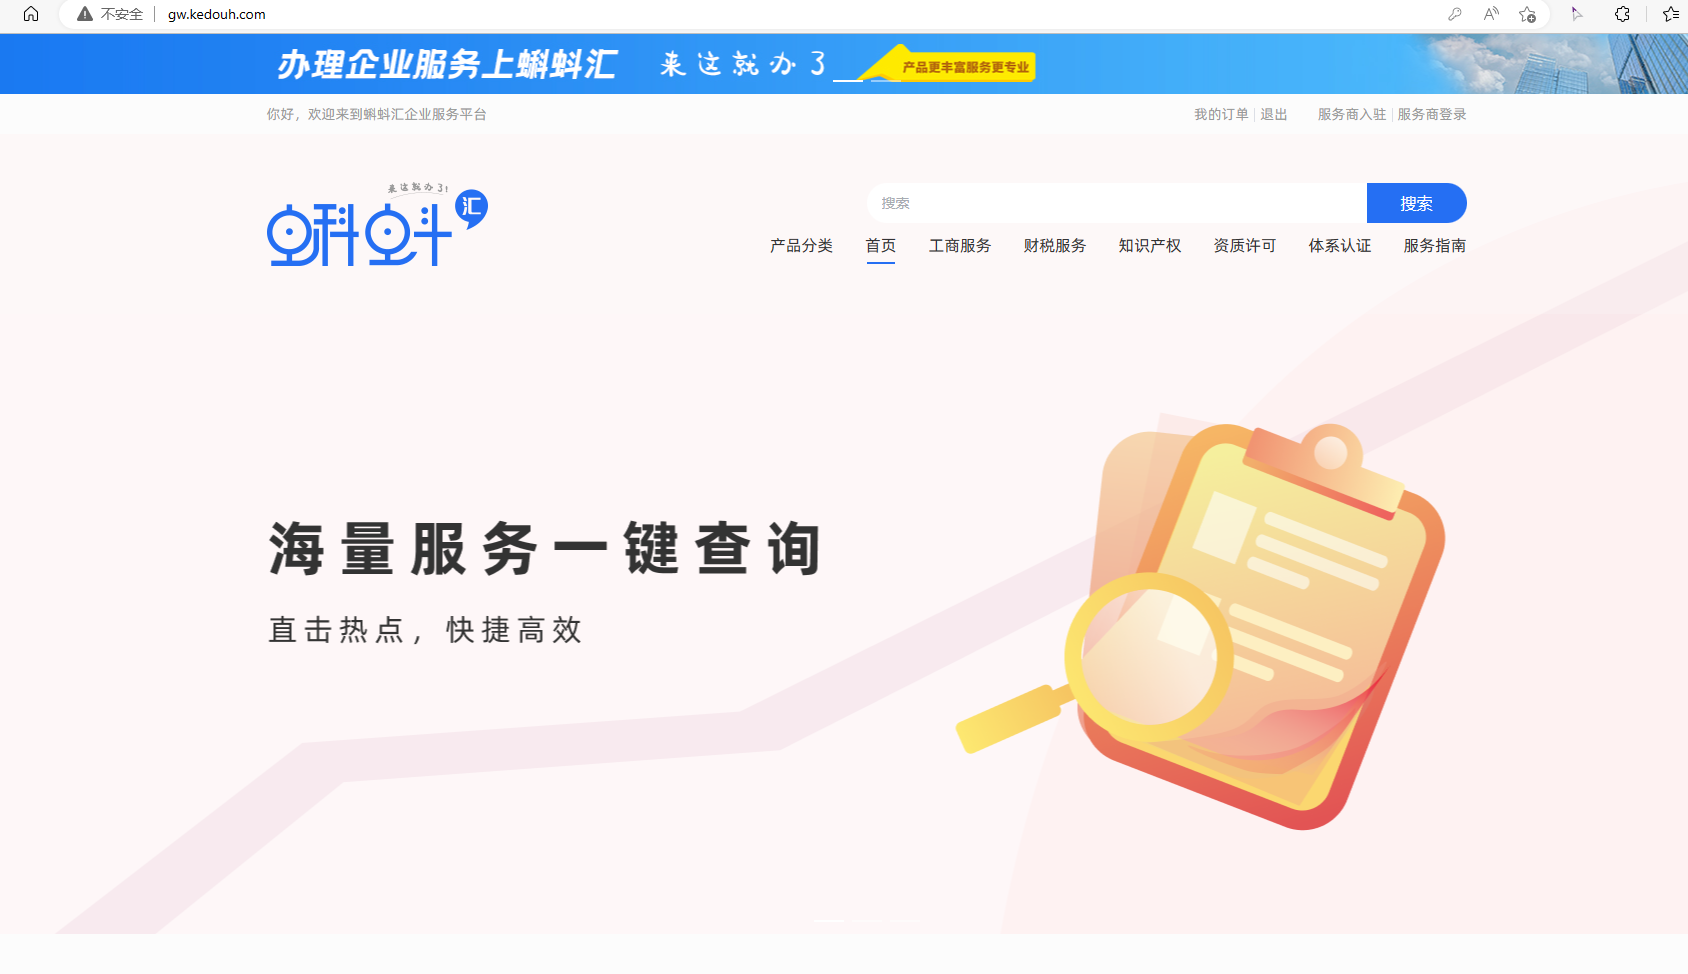 不安全 gw.kedouh.com
办理企业服务上蝌蚪汇 来这就办3 产品更丰富服务更专业
你好，欢迎来到蝌蚪汇企业服务平台 我的订单 退出 服务商入驻 服务商登录
来这就办3!
蝌蚪 汇
搜索 搜索
产品分类 首页 工商服务 财税服务 知识产权 资质许可 体系认证 服务指南
海量服务一键查询
直击热点，快捷高效